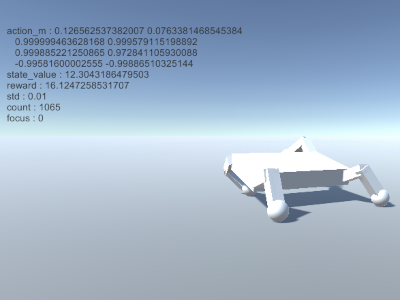 action_m : 0.126562537382007 0.0763381468545384
0.999999463628168 0.999579115198892
0.999885221250865 0.972841105930088
-0.99581600002555 -0.99886510325144
state_value : 12.3043186479503
reward : 16.1247258531707
std : 0.01
count : 1065
focus : 0